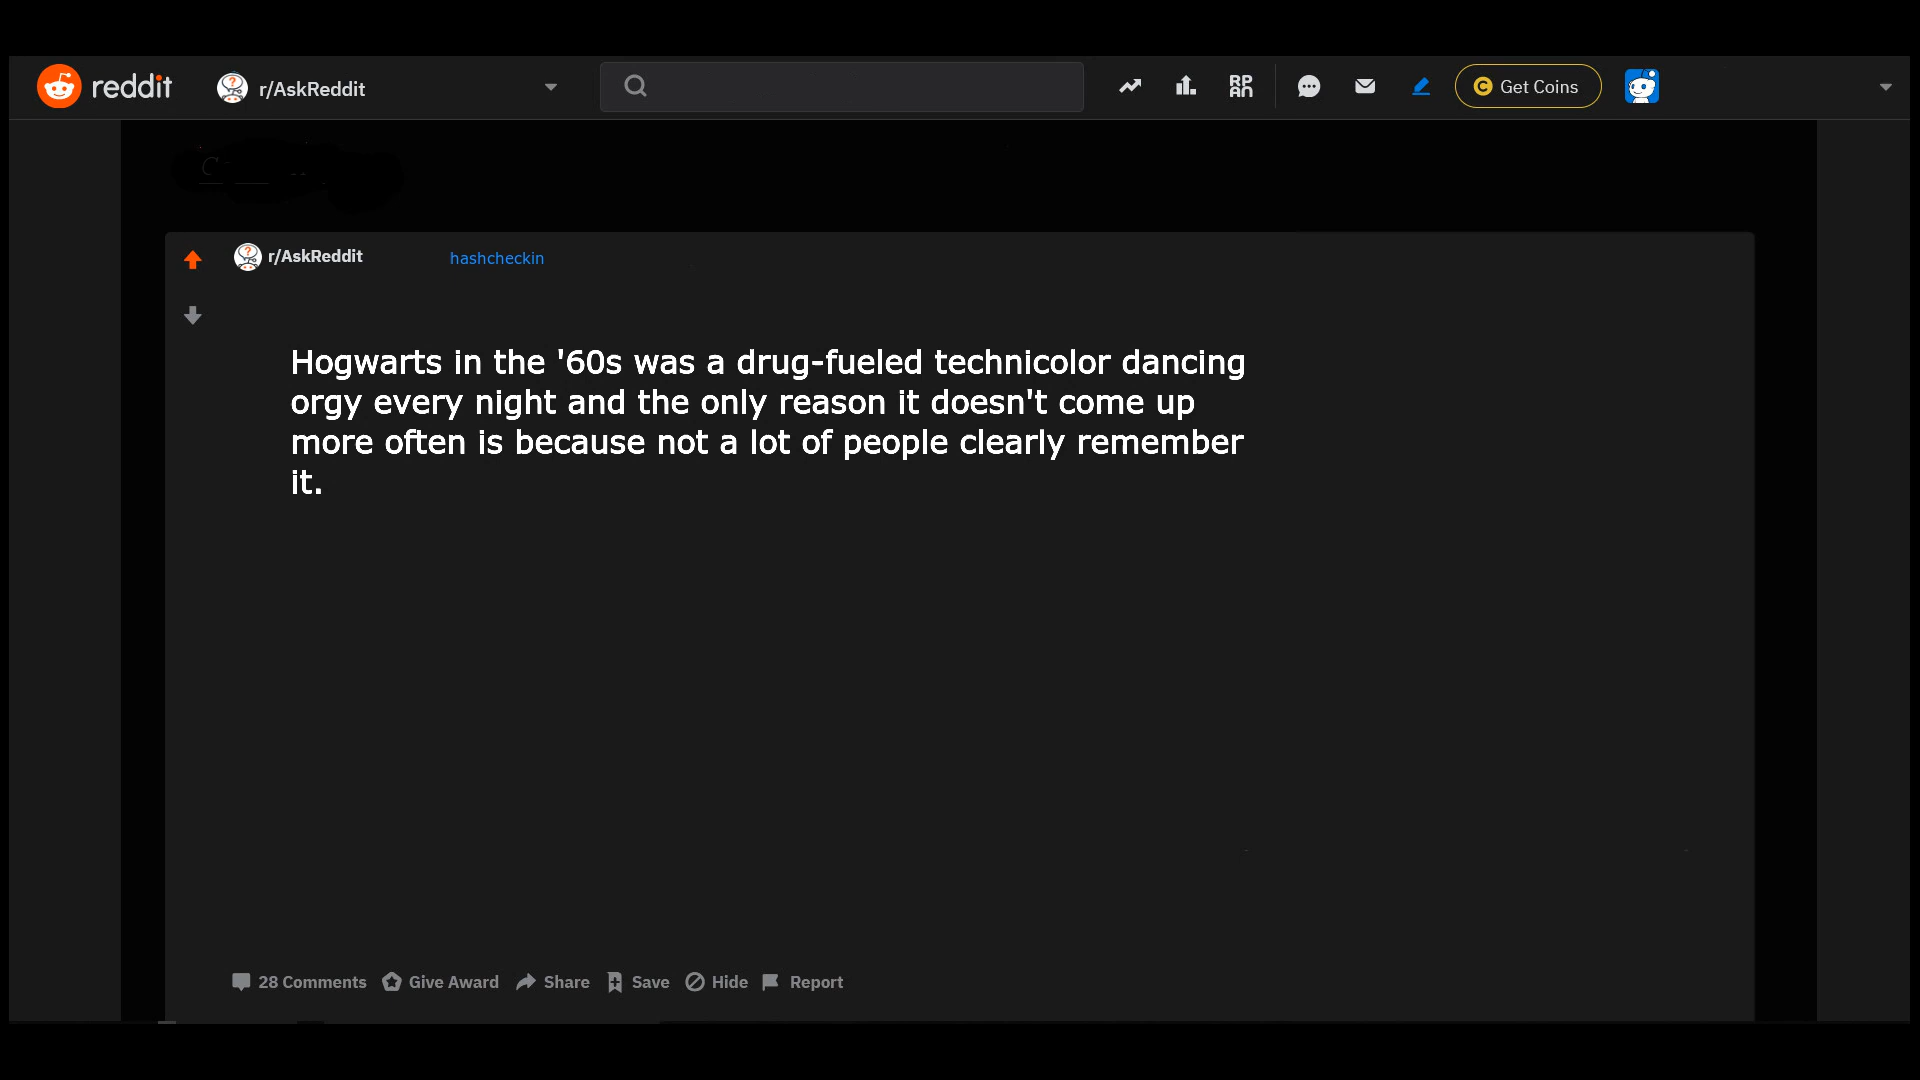 reddit r/AskReddit RPAN Get Coins
r/AskReddit hashcheckin
Hogwarts in the '60s was a drug-fueled technicolor dancing
orgy every night and the only reason it doesn't come up
more often is because not a lot of people clearly remember
it.
28 Comments Give Award Share Save Hide Report